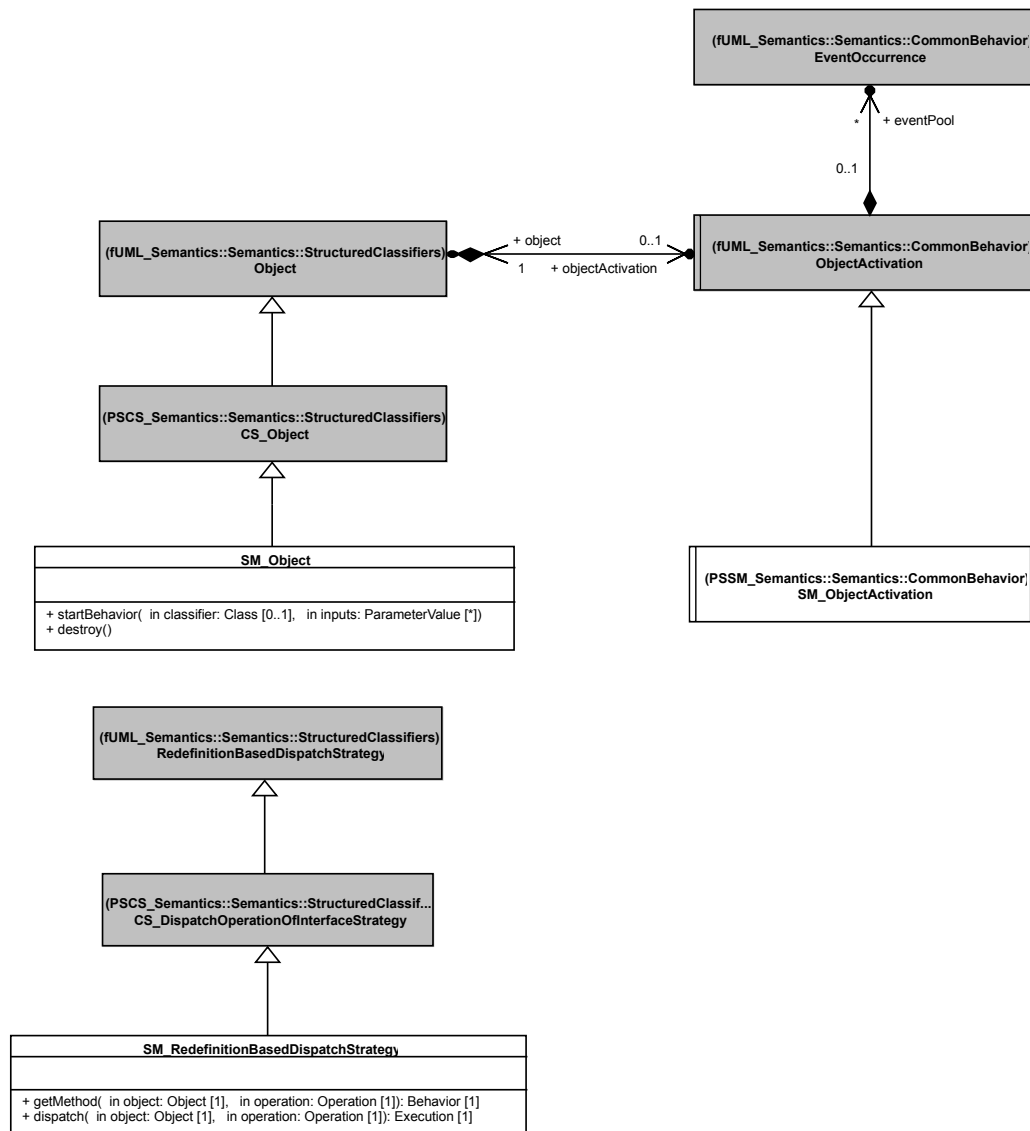 (fUML_Semantics::Semantics::CommonBehavior)
EventOccurrence
*
+ eventPool
0..1
(fUML_Semantics::Semantics::StructuredClassifiers)
Object
+ object
0..1
1
+ objectActivation
(fUML_Semantics::Semantics::CommonBehavior)
ObjectActivation
(PSCS_Semantics::Semantics::StructuredClassifiers)
CS_Object
SM_Object
+ startBehavior( in classifier: Class [0..1], in inputs: ParameterValue [*])
+ destroy()
(PSSM_Semantics::Semantics::CommonBehavior)
SM_ObjectActivation
(fUML_Semantics::Semantics::StructuredClassifiers)
RedefinitionBasedDispatchStrategy
(PSCS_Semantics::Semantics::StructuredClassif...
CS_DispatchOperationOfInterfaceStrategy
SM_RedefinitionBasedDispatchStrategy
+ getMethod( in object: Object [1], in operation: Operation [1]): Behavior [1]
+ dispatch( in object: Object [1], in operation: Operation [1]): Execution [1]